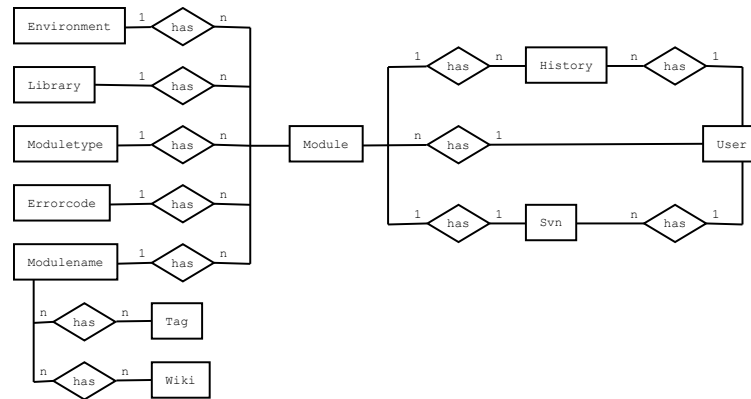 Environment 1 has n
Library 1 has n
1 has n History n has 1
Moduletype 1 has n
Module n has 1
User
Errorcode 1 has n
1 has 1 Svn n has 1
Modulename 1 has n
n has n Tag
n has n Wiki